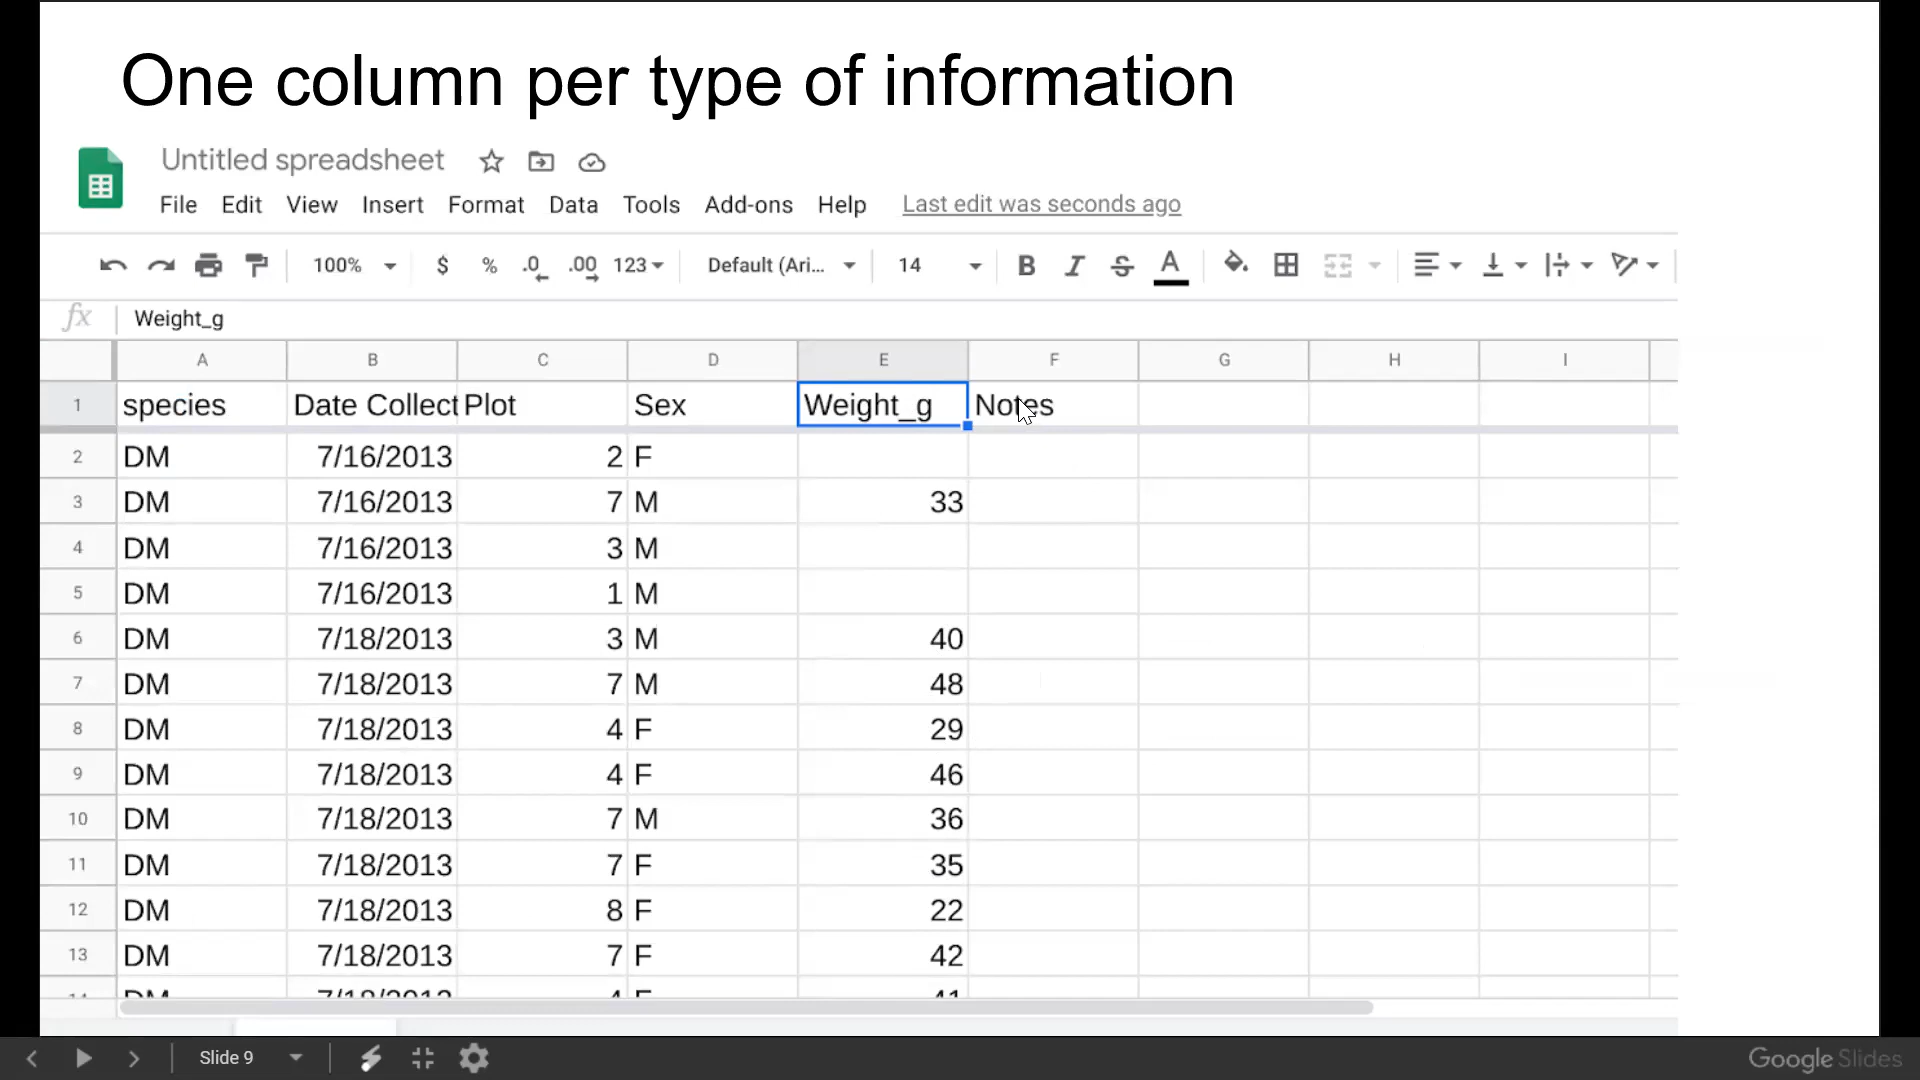 One column per type of information
Untitled spreadsheet
File Edit View Insert Format Data Tools Add-ons Help Last edit was seconds ago
100% $ % .0 .00 123 Default (Ari... 14 B I S A
fx Weight_g
A B C D E F G H I
1 species Date Collect Plot Sex Weight_g Notes
2 DM 7/16/2013 2 F
3 DM 7/16/2013 7 M 33
4 DM 7/16/2013 3 M
5 DM 7/16/2013 1 M
6 DM 7/18/2013 3 M 40
7 DM 7/18/2013 7 M 48
8 DM 7/18/2013 4 F 29
9 DM 7/18/2013 4 F 46
10 DM 7/18/2013 7 M 36
11 DM 7/18/2013 7 F 35
12 DM 7/18/2013 8 F 22
13 DM 7/18/2013 7 F 42
Slide 9 Google Slides